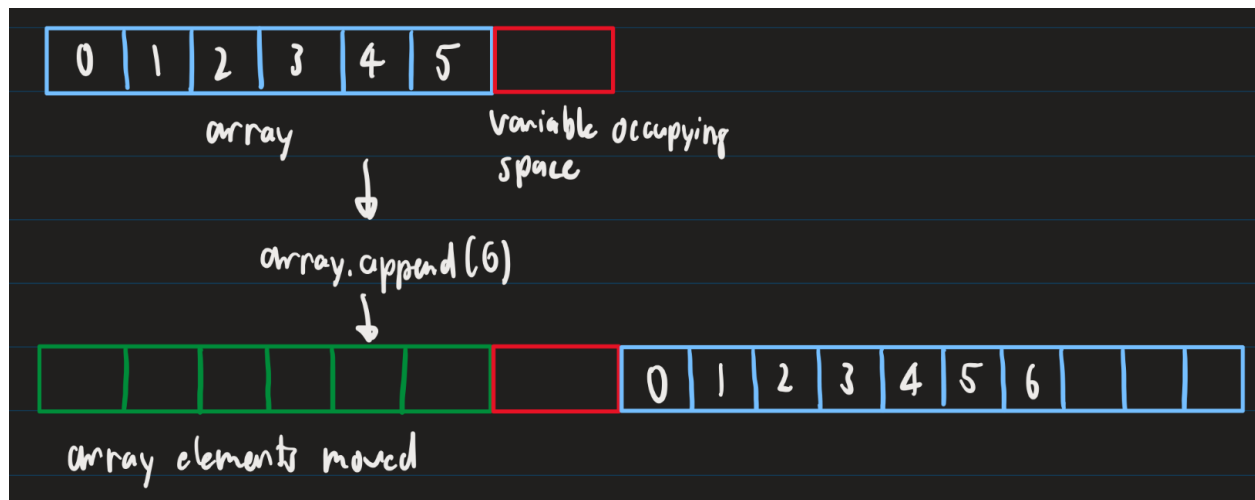 0 1 2 3 4 5
array
variable occupying
space
array.append(6)
0 1 2 3 4 5 6
array elements moved